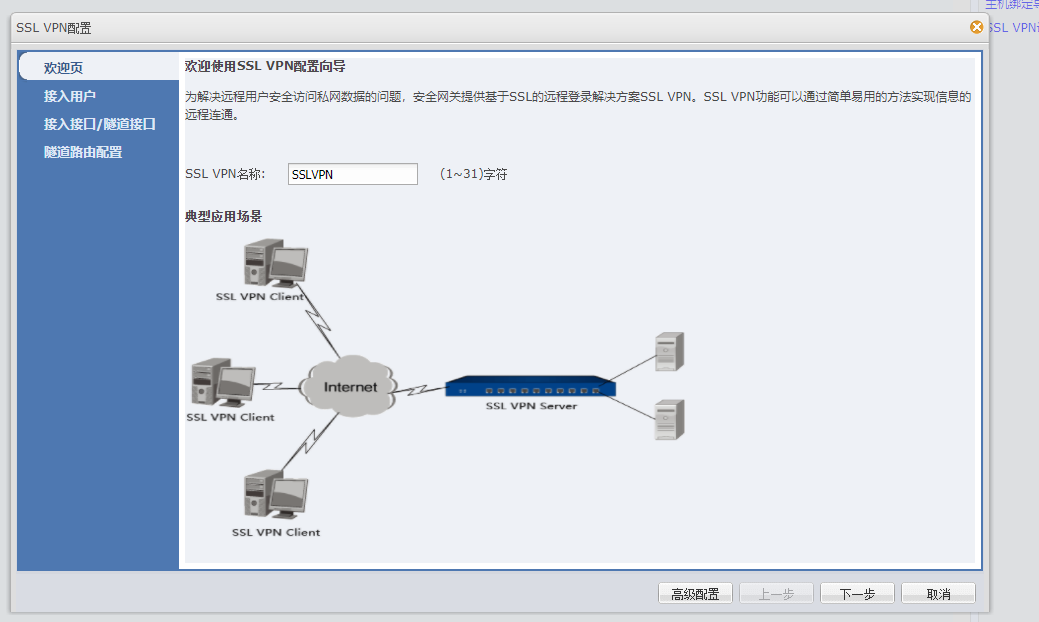 主机绑定
SSL VPN配置
SSL VPN
欢迎页
接入用户
接入接口/隧道接口
隧道路由配置
欢迎使用SSL VPN配置向导
为解决远程用户安全访问私网数据的问题，安全网关提供基于SSL的远程登录解决方案SSL VPN。SSL VPN功能可以通过简单易用的方法实现信息的
远程连通。
SSL VPN名称: SSLVPN (1~31)字符
典型应用场景
SSL VPN Client
Internet
SSL VPN Client
SSL VPN Server
SSL VPN Client
高级配置 上一步 下一步 取消